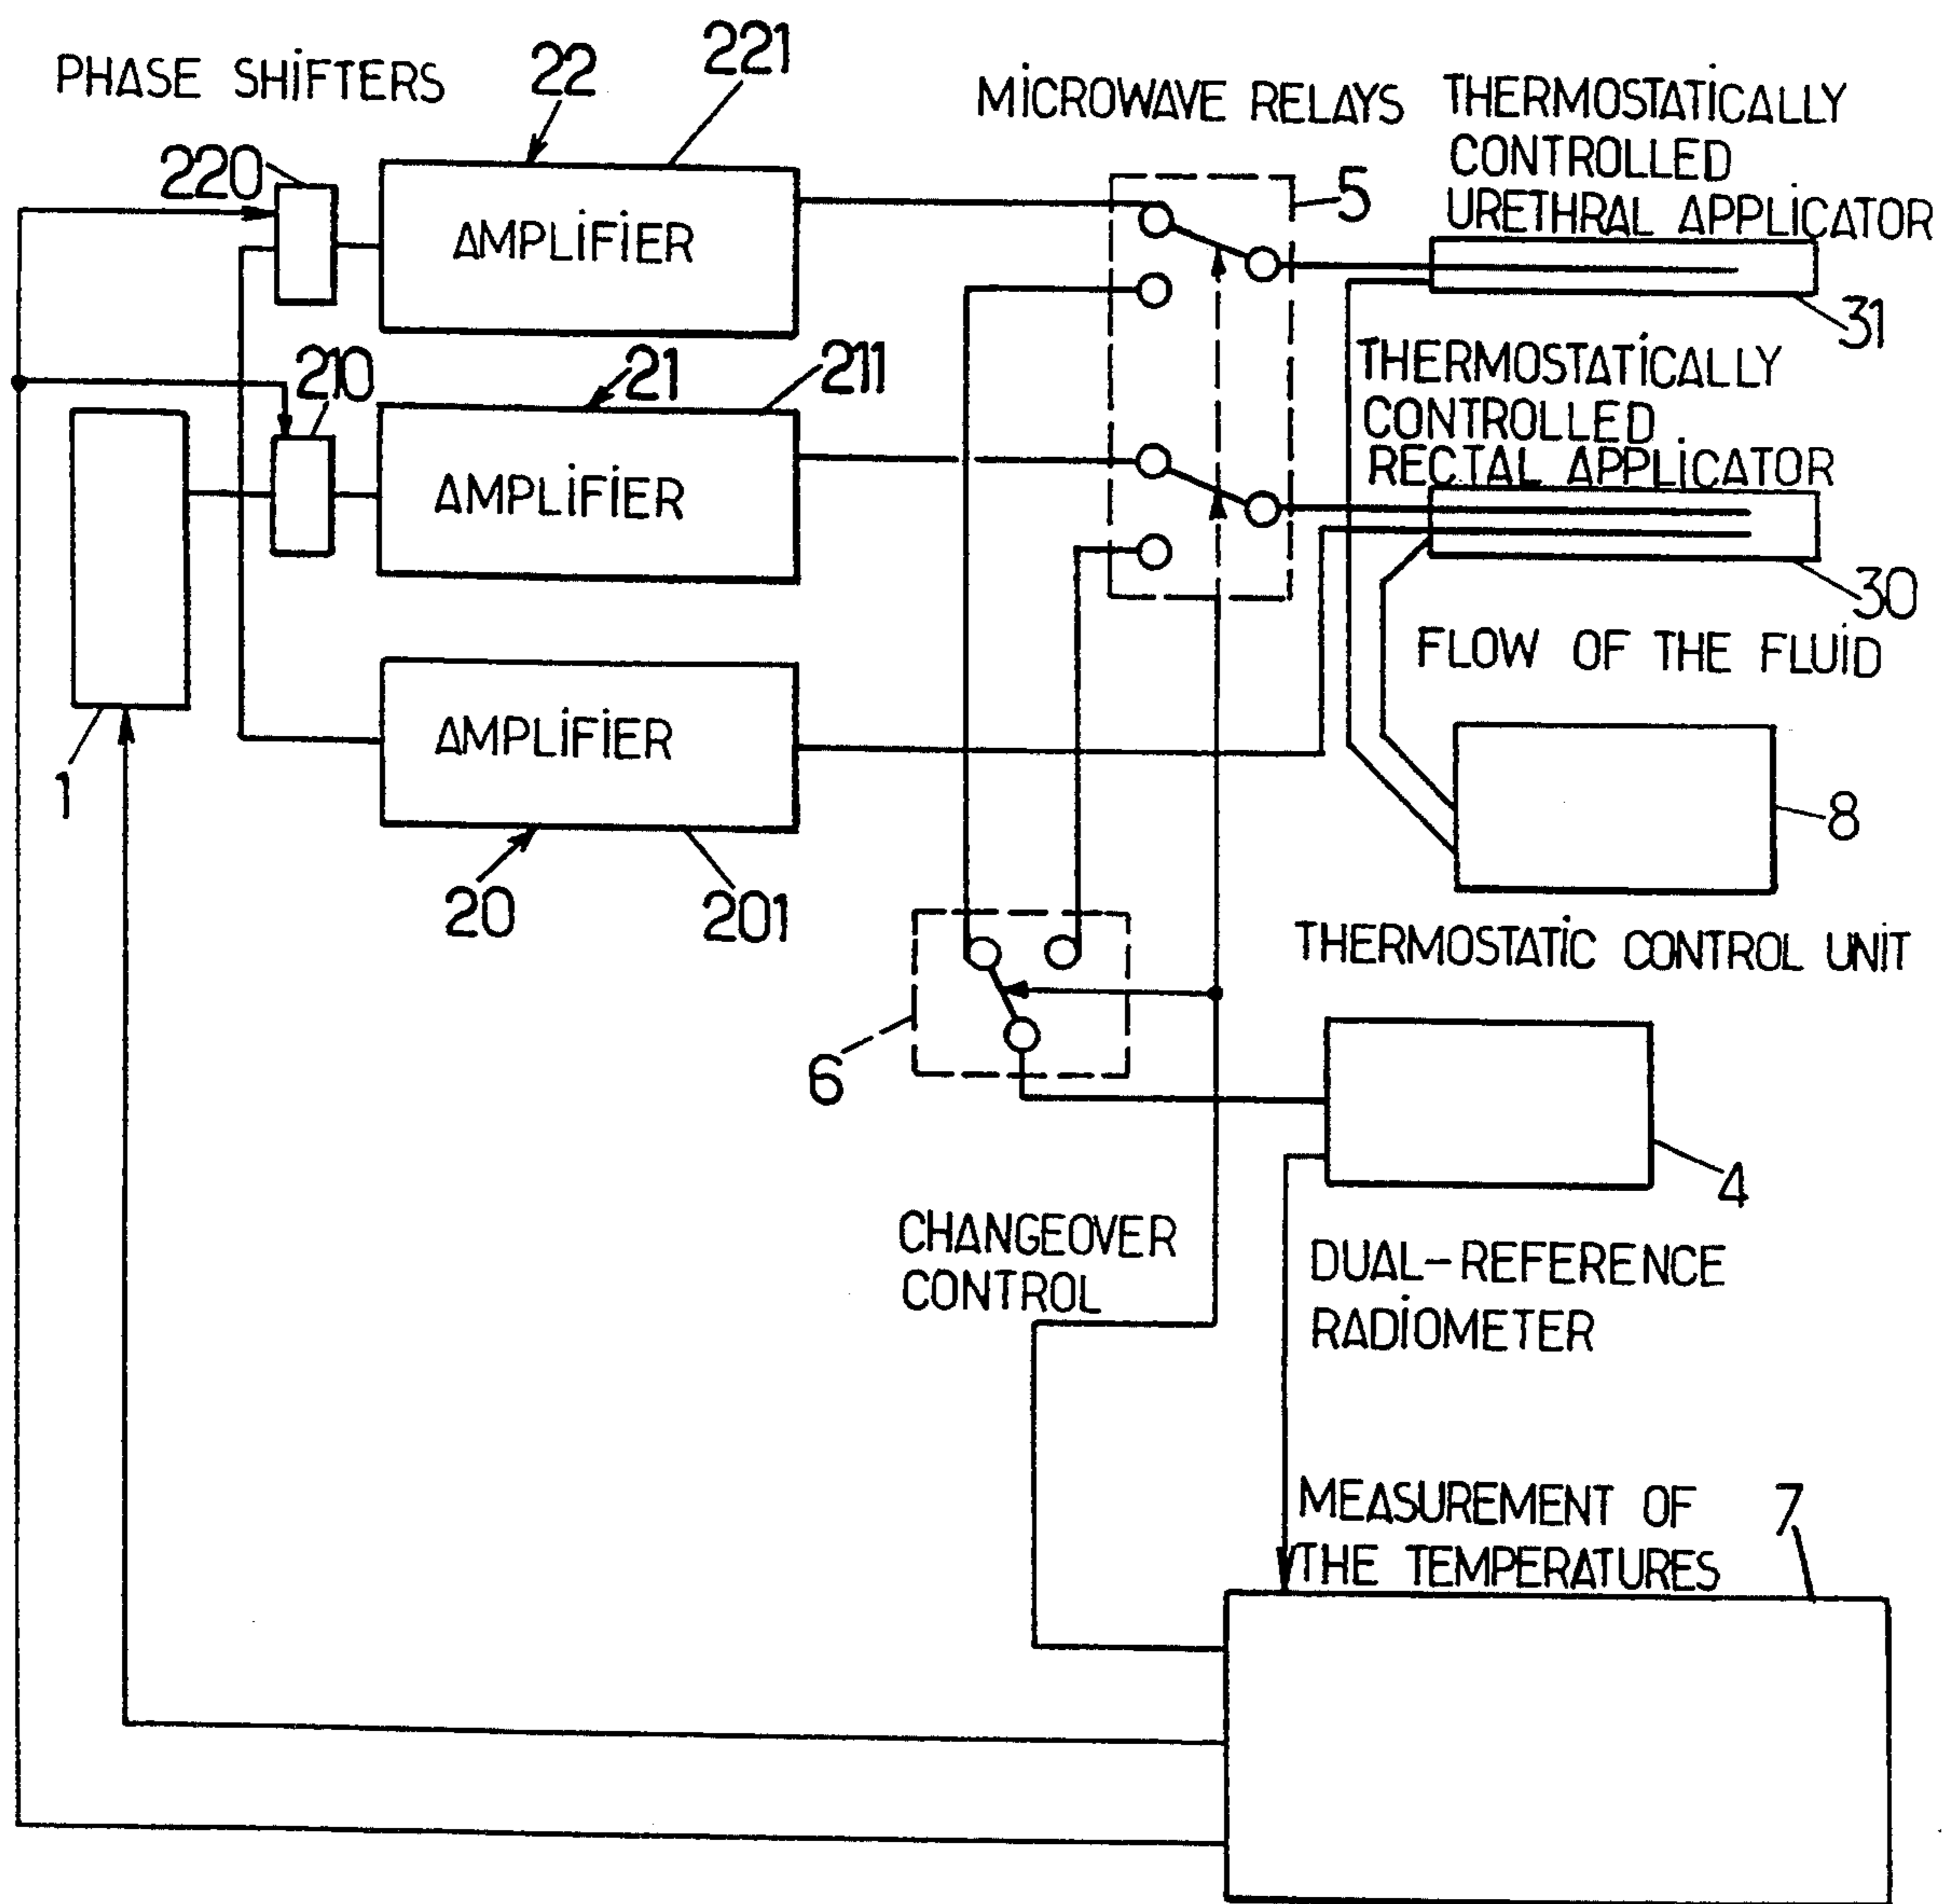 PHASE SHIFTERS
22
221
MICROWAVE RELAYS
THERMOSTATICALLY
CONTROLLED
URETHRAL APPLICATOR
220
5
31
AMPLIFIER
210
21
211
THERMOSTATICALLY
CONTROLLED
RECTAL APPLICATOR
AMPLIFIER
30
FLOW OF THE FLUID
1
AMPLIFIER
8
20
201
THERMOSTATIC CONTROL UNIT
6
4
CHANGEOVER
CONTROL
DUAL-REFERENCE
RADIOMETER
MEASUREMENT OF
THE TEMPERATURES
7